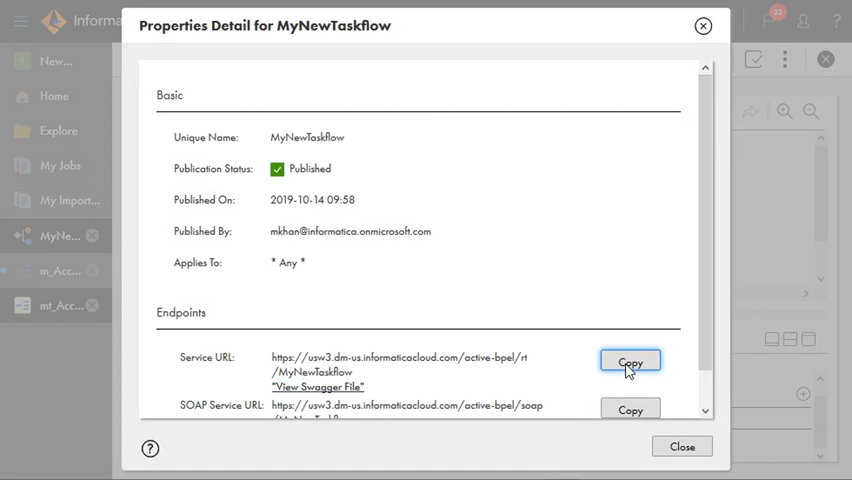 Properties Detail for MyNewTaskflow
Informa
31
?
New...
Home
Explore
My Jobs
My Import...
MyNe...
m_Acc...
mt_Acc...
Basic
Unique Name: MyNewTaskflow
Publication Status: Published
Published On: 2019-10-14 09:58
Published By: mkhan@informatica.onmicrosoft.com
Applies To: * Any *
Endpoints
Service URL: https://usw3.dm-us.informaticacloud.com/active-bpel/rt Copy
/MyNewTaskflow
"View Swagger File"
SOAP Service URL: https://usw3.dm-us.informaticacloud.com/active-bpel/soap Copy
? Close